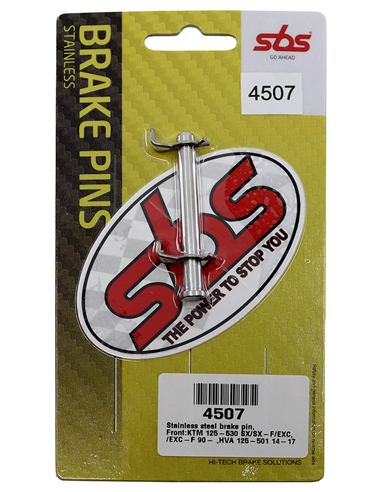 BRAKE PINS
STAINLESS
sbs
GO AHEAD
4507
sbs
THE POWER TO STOP YOU
4507
Stainless steel brake pin,
Front:KTM 125-530 SX/SX-F/EXC,
/EXC-F 90- ,HVA 125-501 14-17
HI-TECH BRAKE SOLUTIONS